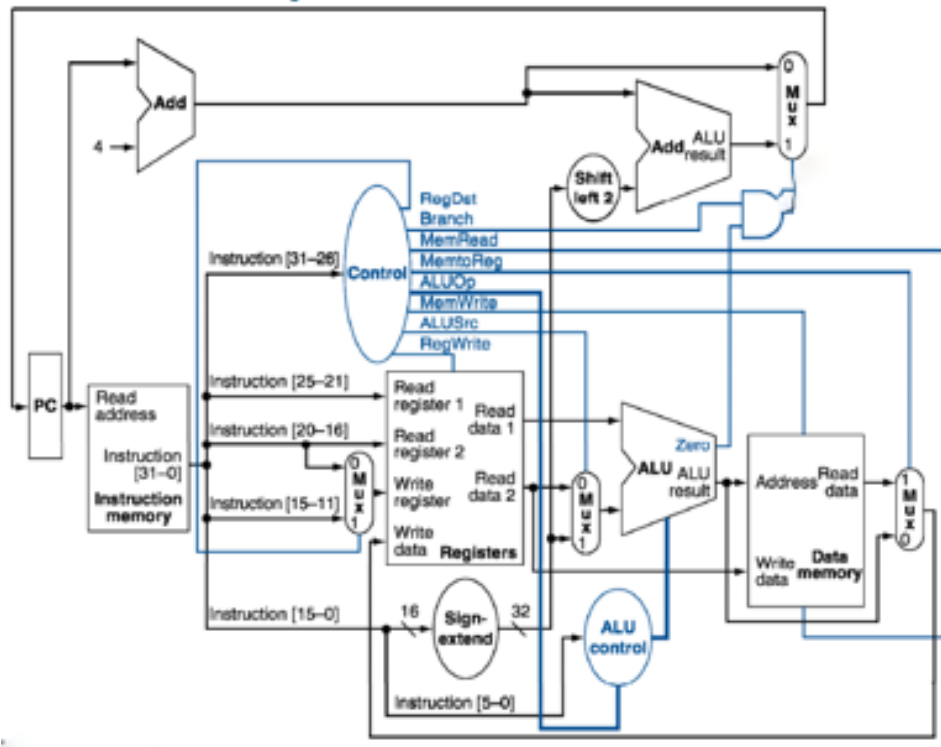 0
M
u
x
1
Add
4
Add ALU
result
Shift
left 2
RegDst
Branch
MemRead
MemtoReg
ALUOp
MemWrite
ALUSrc
RegWrite
Instruction [31–26]
Control
PC
Read
address
Instruction
[31–0]
Instruction
memory
Instruction [25–21]
Instruction [20–16]
Instruction [15–11]
0
M
u
x
1
Read
register 1
Read
register 2
Write
register
Write
data
Read
data 1
Read
data 2
Registers
0
M
u
x
1
Zero
ALU
ALU
result
Address
Read
data
Write
data
Data
memory
1
M
u
x
0
Instruction [15–0]
16
Sign-
extend
32
ALU
control
Instruction [5–0]